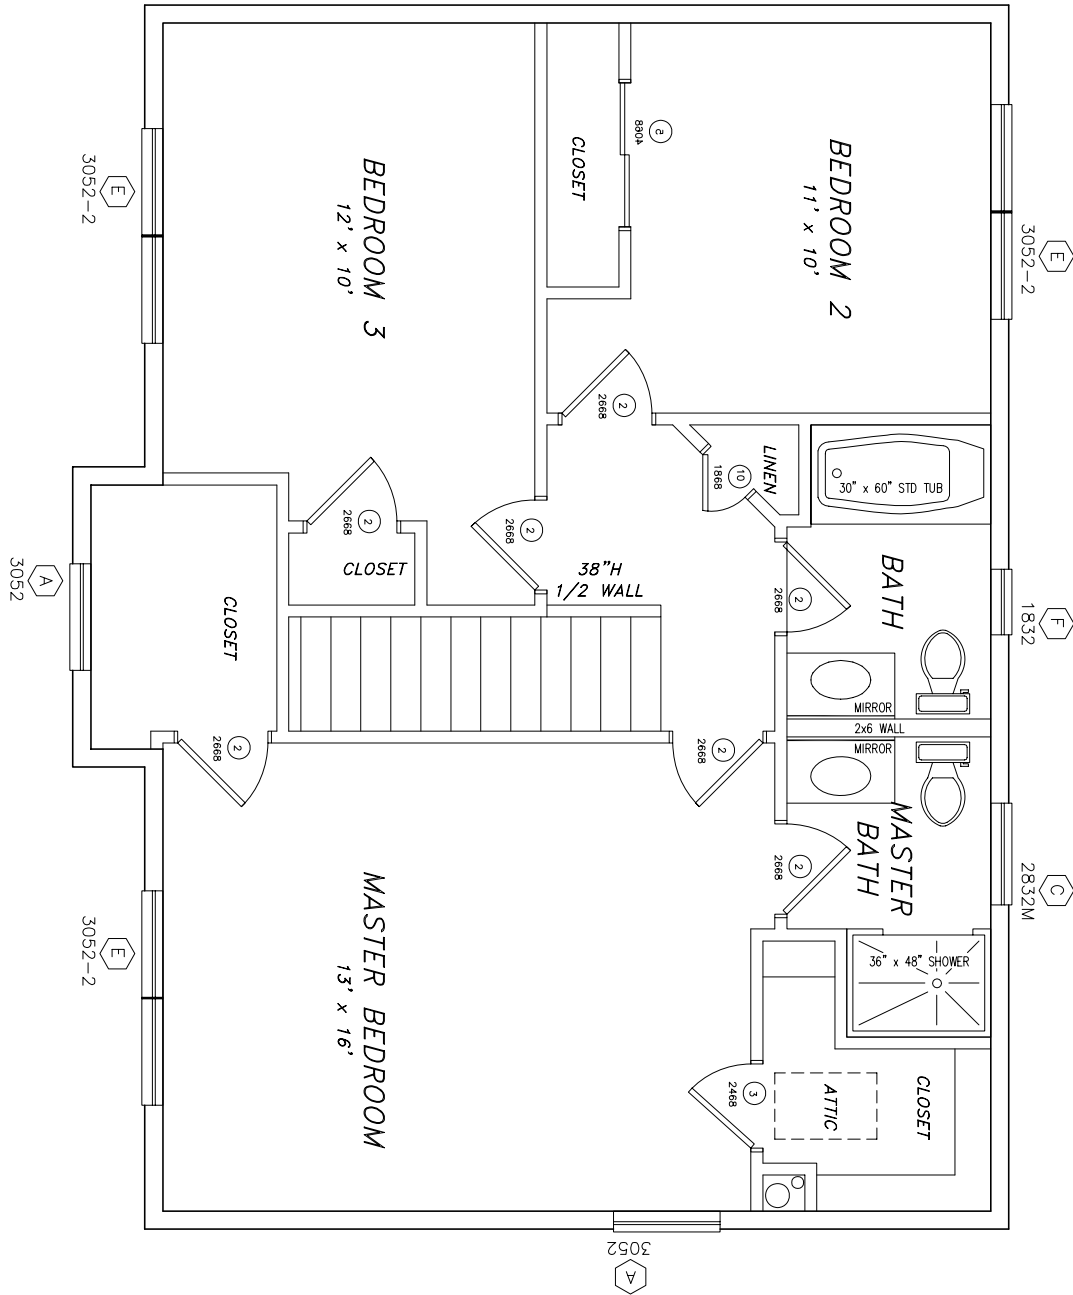 BEDROOM 3
12' x 10'
CLOSET
5
4068
BEDROOM 2
11' x 10'
E
3052-2
E
3052-2
2
2668
LINEN
10
1868
30" x 60" STD TUB
2
2668
CLOSET
2
2668
38"H
1/2 WALL
BATH
2
2668
F
1832
A
3052
CLOSET
MIRROR
2x6 WALL
MIRROR
2
2668
2
2668
MASTER
BATH
2
2668
C
2832M
36" x 48" SHOWER
E
3052-2
MASTER BEDROOM
13' x 16'
3
2468
ATTIC
CLOSET
3052
A